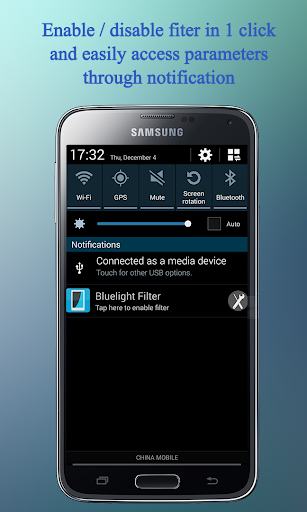 Enable / disable fiter in 1 click
and easily access parameters
through notification
SAMSUNG
17:32 Thu, December 4
Wi-Fi GPS Mute Screen rotation Bluetooth
Auto
Notifications
Connected as a media device
Touch for other USB options.
Bluelight Filter
Tap here to enable filter
CHINA MOBILE